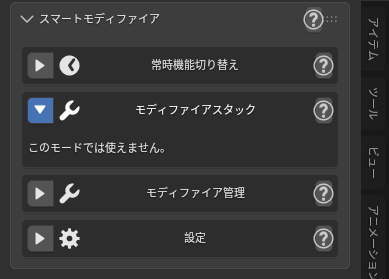 スマートモディファイア
常時機能切り替え
モディファイアスタック
このモードでは使えません。
モディファイア管理
設定
アイテム
ツール
ビュー
アニメーション